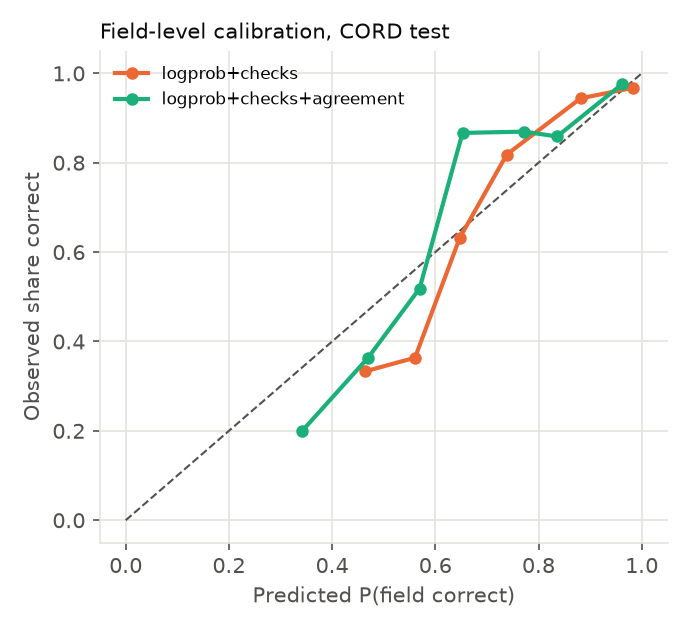 Field-level calibration, CORD test
logprob+checks
logprob+checks+agreement
1.0
0.8
0.6
0.4
0.2
0.0
Observed share correct
0.0 0.2 0.4 0.6 0.8 1.0
Predicted P(field correct)